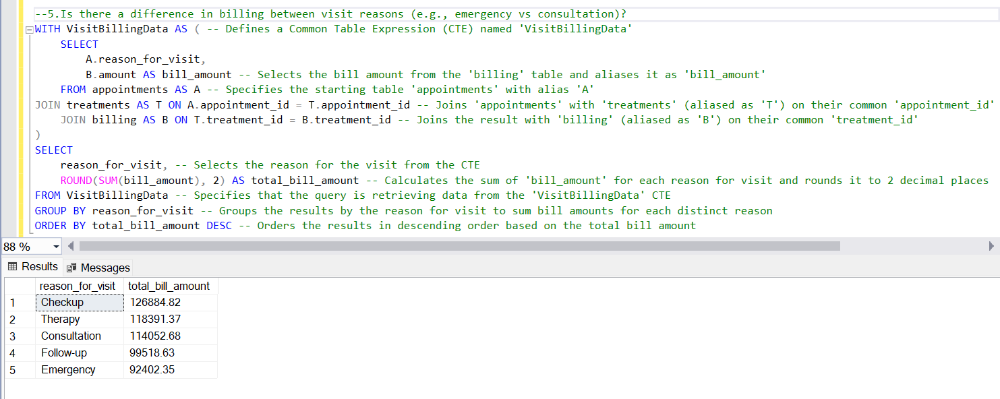 --5.Is there a difference in billing between visit reasons (e.g., emergency vs consultation)?
WITH VisitBillingData AS ( -- Defines a Common Table Expression (CTE) named 'VisitBillingData'
SELECT
A.reason_for_visit,
B.amount AS bill_amount -- Selects the bill amount from the 'billing' table and aliases it as 'bill_amount'
FROM appointments AS A -- Specifies the starting table 'appointments' with alias 'A'
JOIN treatments AS T ON A.appointment_id = T.appointment_id -- Joins 'appointments' with 'treatments' (aliased as 'T') on their common 'appointment_id'
JOIN billing AS B ON T.treatment_id = B.treatment_id -- Joins the result with 'billing' (aliased as 'B') on their common 'treatment_id'
)
SELECT
reason_for_visit, -- Selects the reason for the visit from the CTE
ROUND(SUM(bill_amount), 2) AS total_bill_amount -- Calculates the sum of 'bill_amount' for each reason for visit and rounds it to 2 decimal places
FROM VisitBillingData -- Specifies that the query is retrieving data from the 'VisitBillingData' CTE
GROUP BY reason_for_visit -- Groups the results by the reason for visit to sum bill amounts for each distinct reason
ORDER BY total_bill_amount DESC -- Orders the results in descending order based on the total bill amount
88 %
Results Messages
reason_for_visit total_bill_amount
1 Checkup 126884.82
2 Therapy 118391.37
3 Consultation 114052.68
4 Follow-up 99518.63
5 Emergency 92402.35